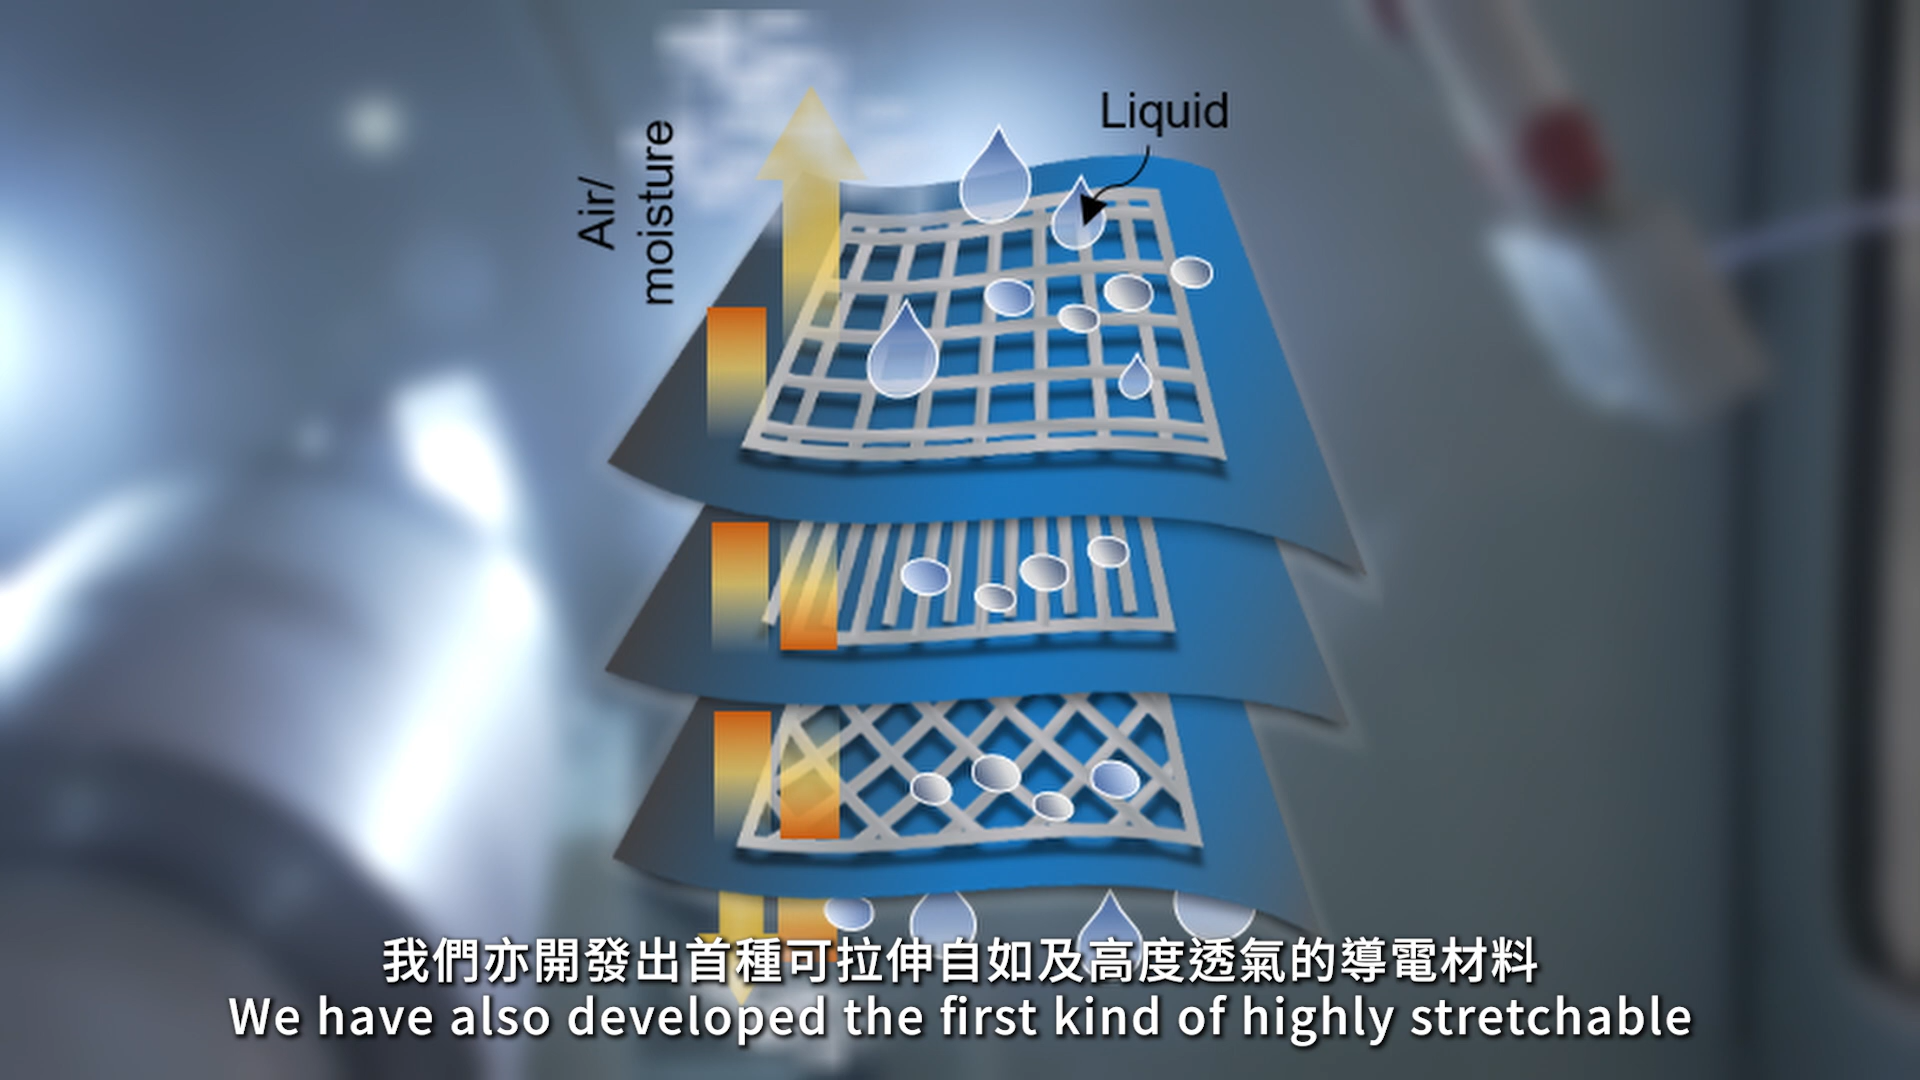 Air/
moisture
Liquid
我們亦開發出首種可拉伸自如及高度透氣的導電材料
We have also developed the first kind of highly stretchable